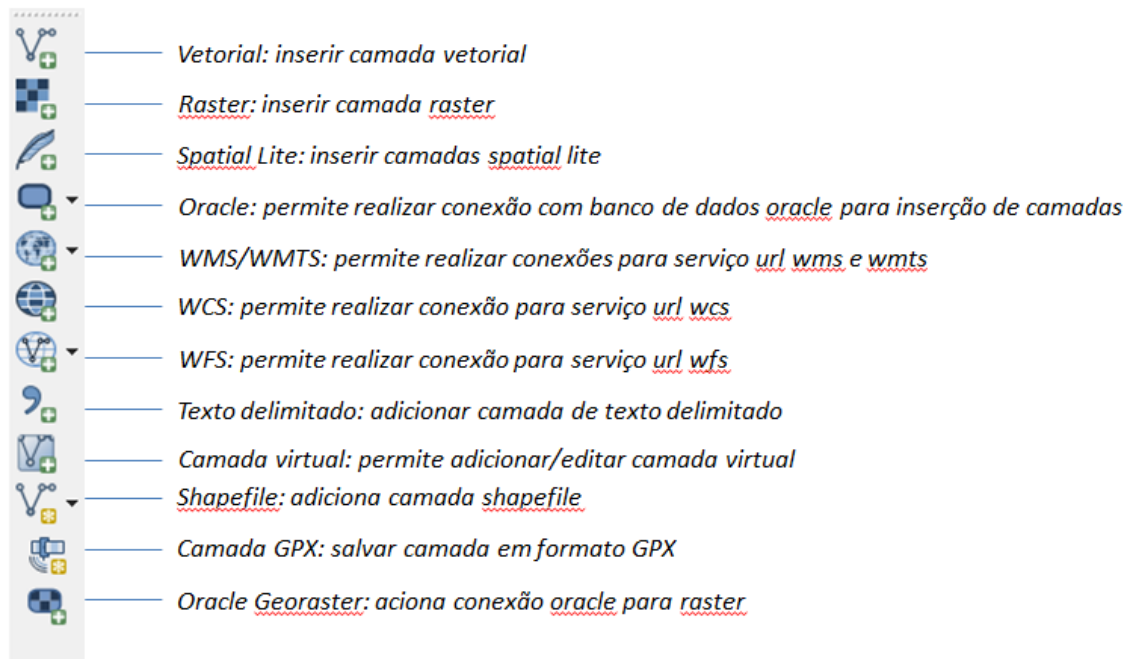 Vetorial: inserir camada vetorial
Raster: inserir camada raster
Spatial Lite: inserir camadas spatial lite
Oracle: permite realizar conexão com banco de dados oracle para inserção de camadas
WMS/WMTS: permite realizar conexões para serviço url wms e wmts
WCS: permite realizar conexão para serviço url wcs
WFS: permite realizar conexão para serviço url wfs
Texto delimitado: adicionar camada de texto delimitado
Camada virtual: permite adicionar/editar camada virtual
Shapefile: adiciona camada shapefile
Camada GPX: salvar camada em formato GPX
Oracle Georaster: aciona conexão oracle para raster